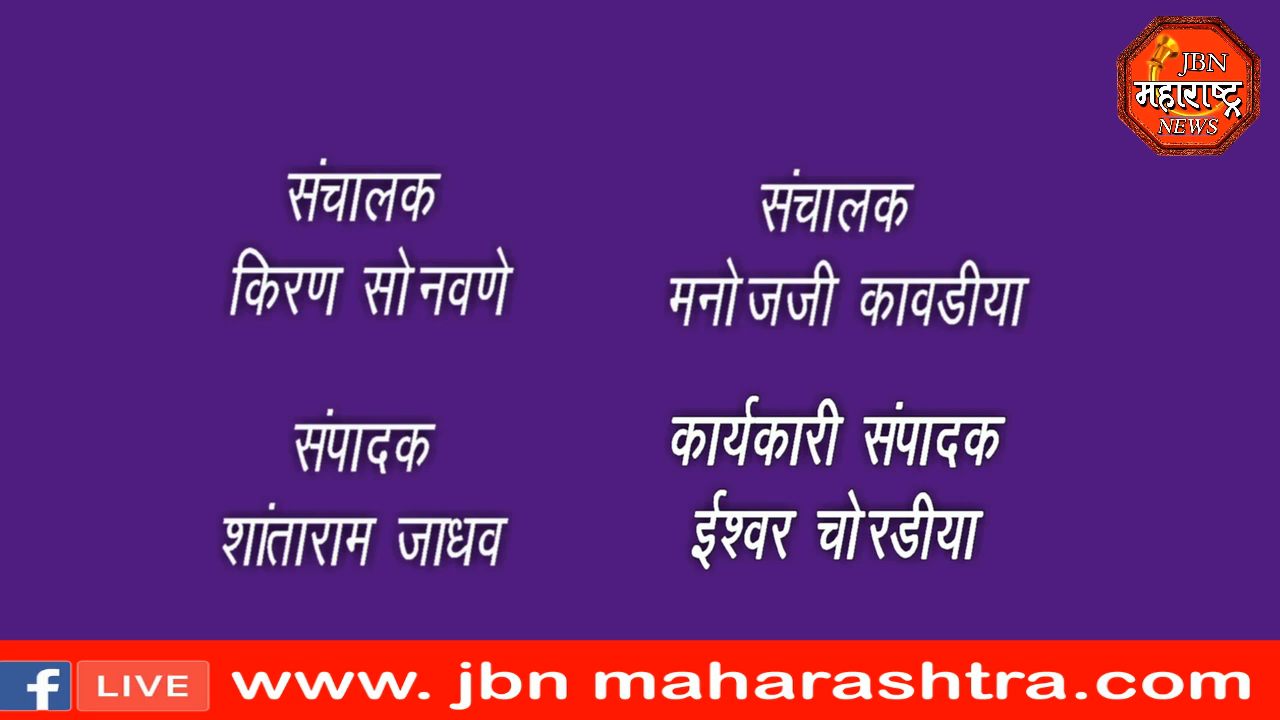 JBN
महाराष्ट्र
NEWS
संचालक
किरण सोनवणे
संचालक
मनोजजी कावडीया
संपादक
शांताराम जाधव
कार्यकारी संपादक
ईश्वर चोरडीया
f LIVE www. jbn maharashtra.com